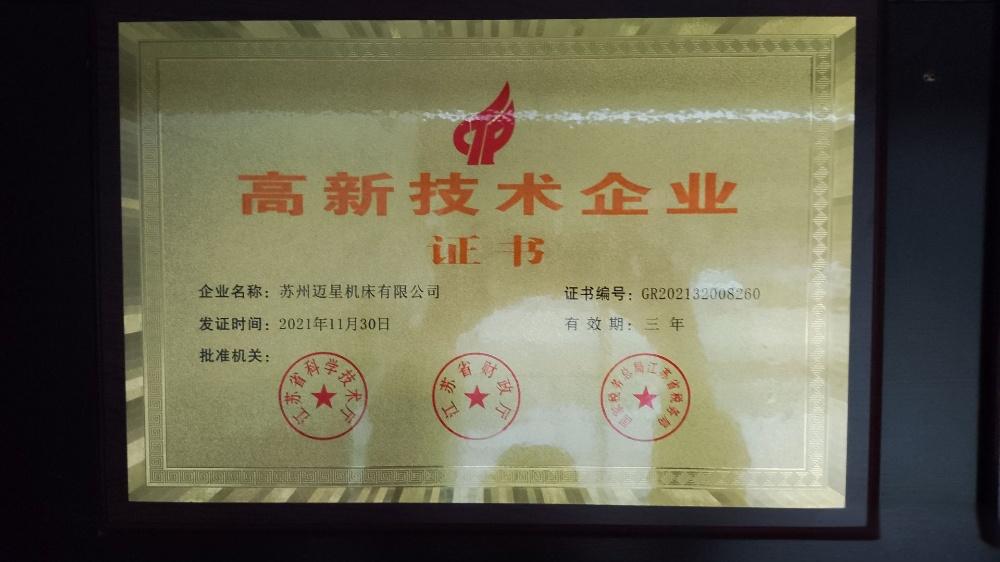 高新技术企业
证书
企业名称：苏州迈星机床有限公司
证书编号：GR202132008260
发证时间：2021年11月30日
有效期：三年
批准机关：
江苏省科学技术厅
江苏省财政厅
国家税务总局江苏省税务局